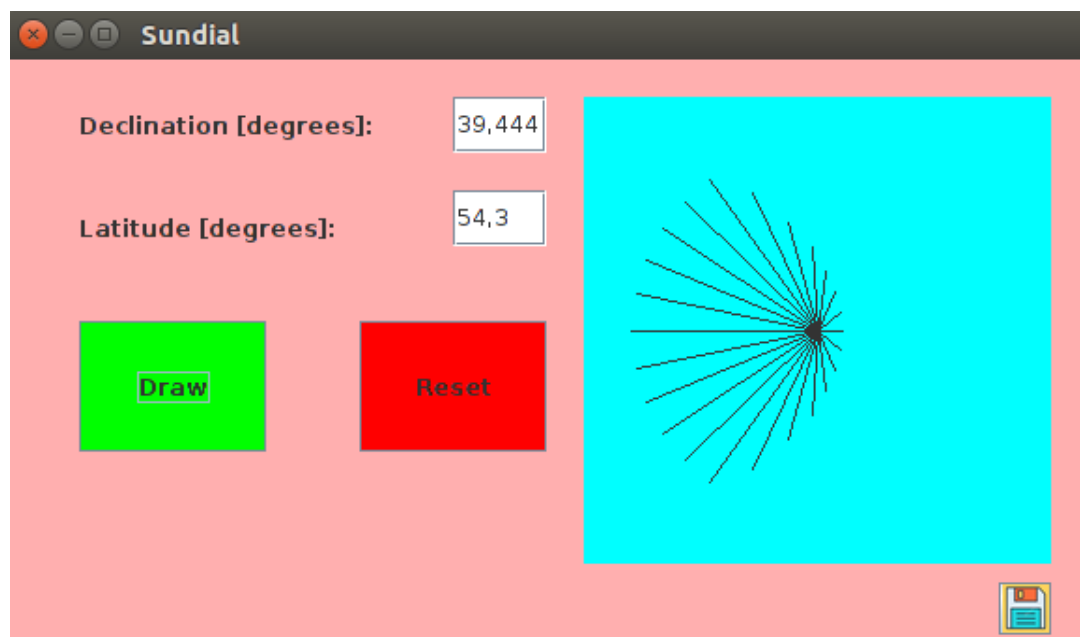 Sundial
Declination [degrees]: 39,444
Latitude [degrees]: 54,3
Draw Reset